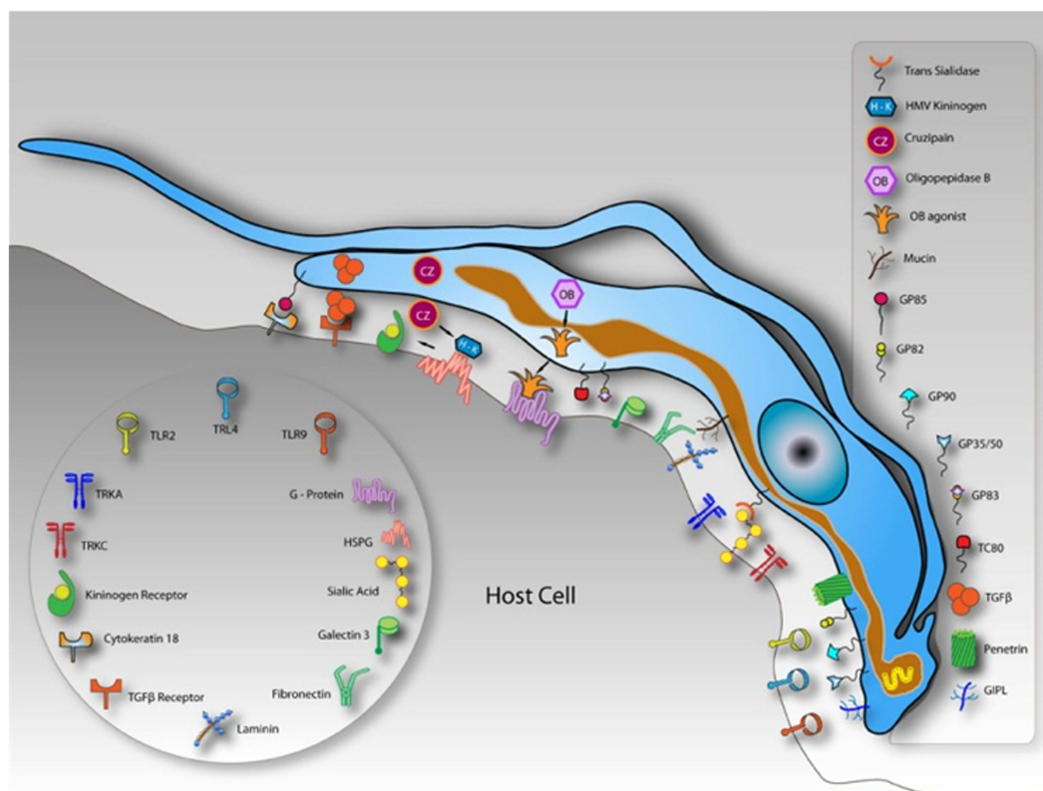 Trans Sialidase
H - K
HMV Kininogen
CZ
Cruzipain
OB
Oligopepidase B
OB agonist
Mucin
GP85
GP82
GP90
GP35/50
GP83
TC80
TGFβ
Penetrin
GIPL
CZ
OB
CZ
H - K
TRL4
TLR2
TLR9
TRKA
G - Protein
TRKC
HSPG
Kininogen Receptor
Sialic Acid
Cytokeratin 18
Galectin 3
TGFβ Receptor
Fibronectin
Laminin
Host Cell